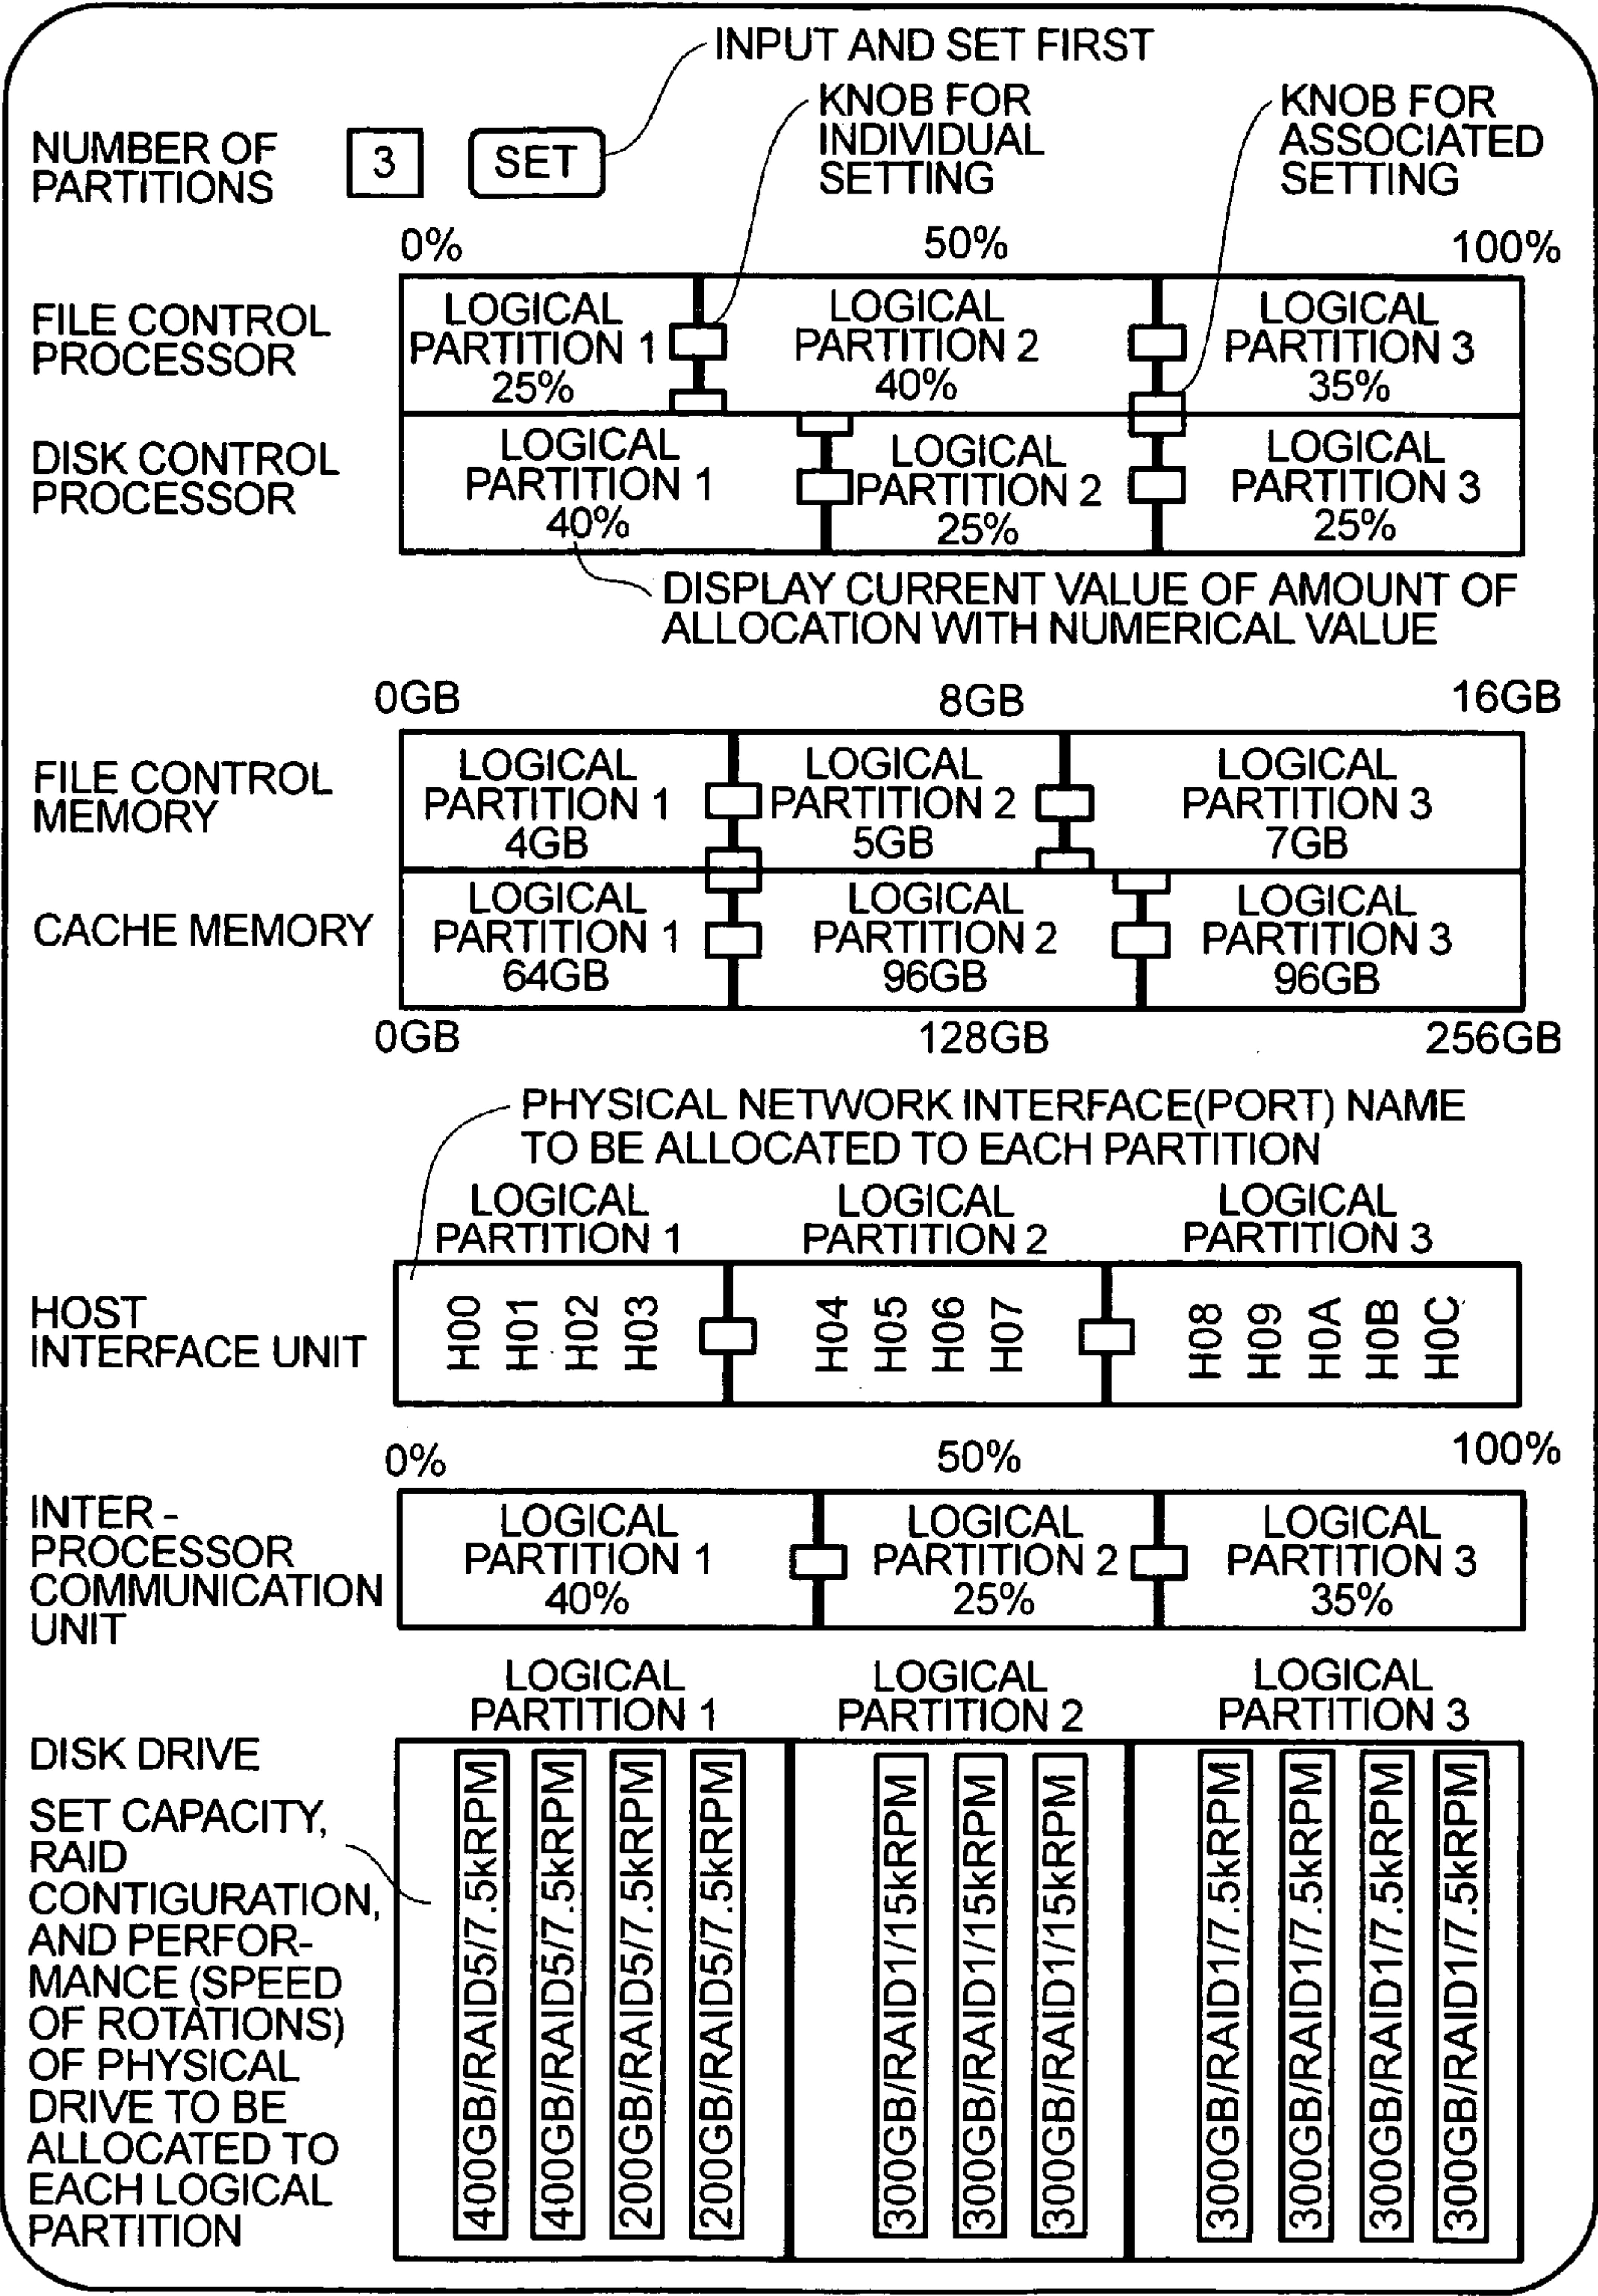 INPUT AND SET FIRST
KNOB FOR
INDIVIDUAL
SETTING
KNOB FOR
ASSOCIATED
SETTING
NUMBER OF
PARTITIONS
3
SET
0%
50%
100%
FILE CONTROL
PROCESSOR
LOGICAL
PARTITION 1
25%
LOGICAL
PARTITION 2
40%
LOGICAL
PARTITION 3
35%
DISK CONTROL
PROCESSOR
LOGICAL
PARTITION 1
40%
LOGICAL
PARTITION 2
25%
LOGICAL
PARTITION 3
25%
DISPLAY CURRENT VALUE OF AMOUNT OF
ALLOCATION WITH NUMERICAL VALUE
0GB
8GB
16GB
FILE CONTROL
MEMORY
LOGICAL
PARTITION 1
4GB
LOGICAL
PARTITION 2
5GB
LOGICAL
PARTITION 3
7GB
CACHE MEMORY
LOGICAL
PARTITION 1
64GB
LOGICAL
PARTITION 2
96GB
LOGICAL
PARTITION 3
96GB
0GB
128GB
256GB
PHYSICAL NETWORK INTERFACE(PORT) NAME
TO BE ALLOCATED TO EACH PARTITION
LOGICAL
PARTITION 1
LOGICAL
PARTITION 2
LOGICAL
PARTITION 3
HOST
INTERFACE UNIT
H00
H01
H02
H03
H04
H05
H06
H07
H08
H09
H0A
H0B
H0C
0%
50%
100%
INTER-
PROCESSOR
COMMUNICATION
UNIT
LOGICAL
PARTITION 1
40%
LOGICAL
PARTITION 2
25%
LOGICAL
PARTITION 3
35%
LOGICAL
PARTITION 1
LOGICAL
PARTITION 2
LOGICAL
PARTITION 3
DISK DRIVE
SET CAPACITY,
RAID
CONTIGURATION,
AND PERFOR-
MANCE (SPEED
OF ROTATIONS)
OF PHYSICAL
DRIVE TO BE
ALLOCATED TO
EACH LOGICAL
PARTITION
400GB/RAID5/7.5kRPM
400GB/RAID5/7.5kRPM
200GB/RAID5/7.5kRPM
200GB/RAID5/7.5kRPM
300GB/RAID1/15kRPM
300GB/RAID1/15kRPM
300GB/RAID1/15kRPM
300GB/RAID1/7.5kRPM
300GB/RAID1/7.5kRPM
300GB/RAID1/7.5kRPM
300GB/RAID1/7.5kRPM